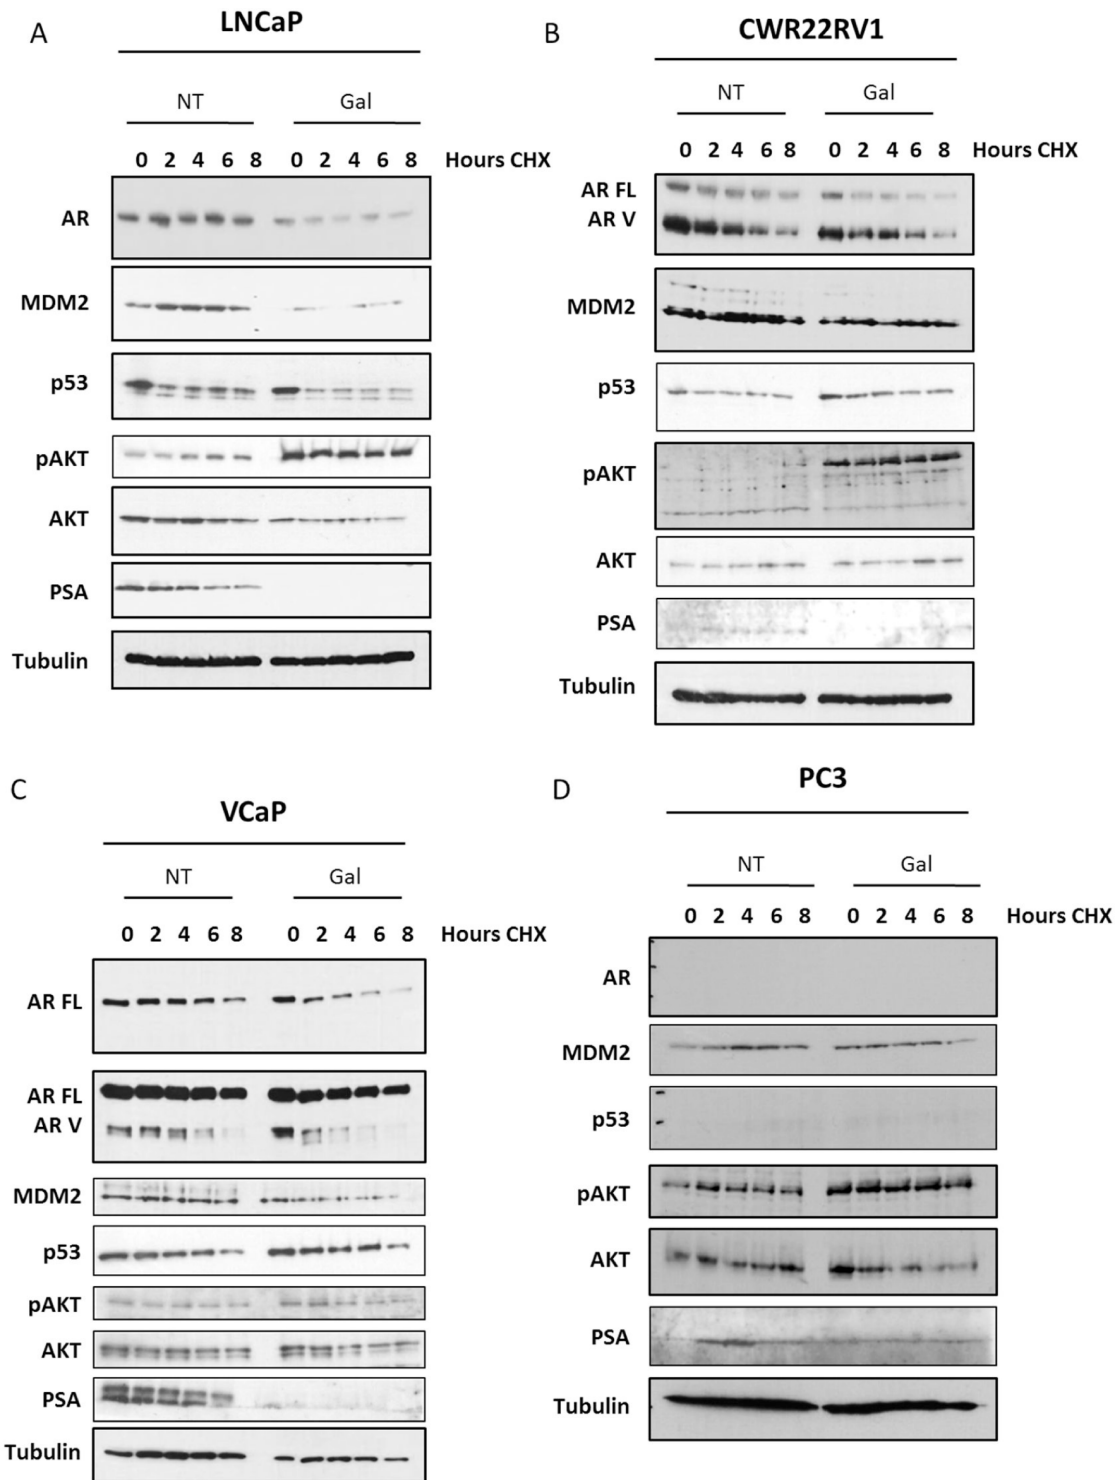 A
LNCaP
NT Gal
0 2 4 6 8 0 2 4 6 8 Hours CHX
AR
MDM2
p53
pAKT
AKT
PSA
Tubulin
B
CWR22RV1
NT Gal
0 2 4 6 8 0 2 4 6 8 Hours CHX
AR FL
AR V
MDM2
p53
pAKT
AKT
PSA
Tubulin
C
VCaP
NT Gal
0 2 4 6 8 0 2 4 6 8 Hours CHX
AR FL
AR FL
AR V
MDM2
p53
pAKT
AKT
PSA
Tubulin
D
PC3
NT Gal
0 2 4 6 8 0 2 4 6 8 Hours CHX
AR
MDM2
p53
pAKT
AKT
PSA
Tubulin